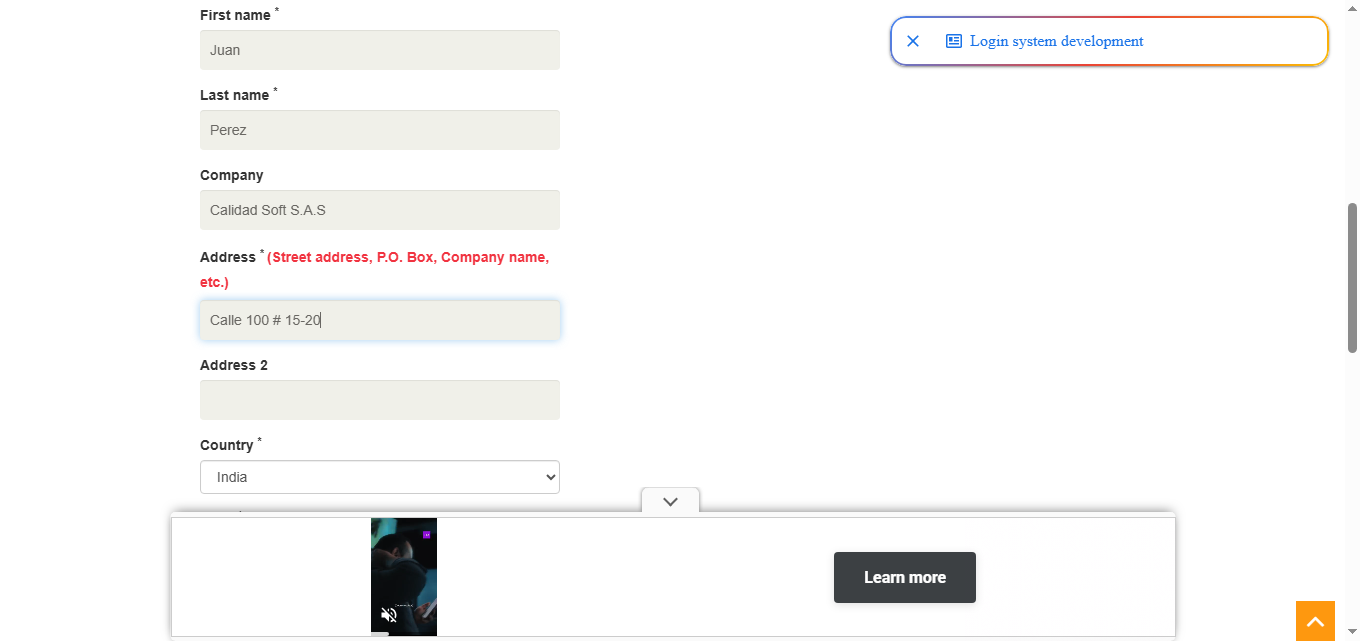 First name *
Juan
Login system development
Last name *
Perez
Company
Calidad Soft S.A.S
Address * (Street address, P.O. Box, Company name,
etc.)
Calle 100 # 15-20
Address 2
Country *
India
Learn more